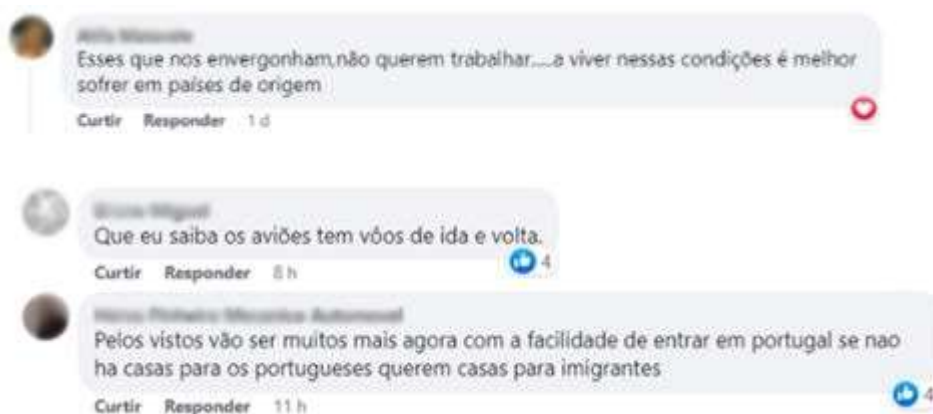 Esses que nos envergonham,não querem trabalhar....a viver nessas condições é melhor
sofrer em países de origem
Curtir Responder 1 d
Que eu saiba os aviões tem vôos de ida e volta.
4
Curtir Responder 8 h
Pelos vistos vão ser muitos mais agora com a facilidade de entrar em portugal se nao
ha casas para os portugueses querem casas para imigrantes
4
Curtir Responder 11 h